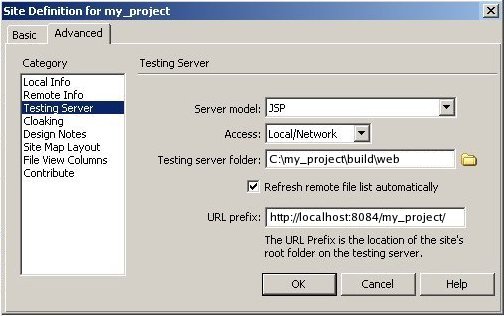 Site Definition for my_project
Basic
Advanced
Category
Local Info
Remote Info
Testing Server
Cloaking
Design Notes
Site Map Layout
File View Columns
Contribute
Testing Server
Server model: JSP
Access: Local/Network
Testing server folder: C:\my_project\build\web
Refresh remote file list automatically
URL prefix: http://localhost:8084/my_project/
The URL Prefix is the location of the site's
root folder on the testing server.
OK Cancel Help